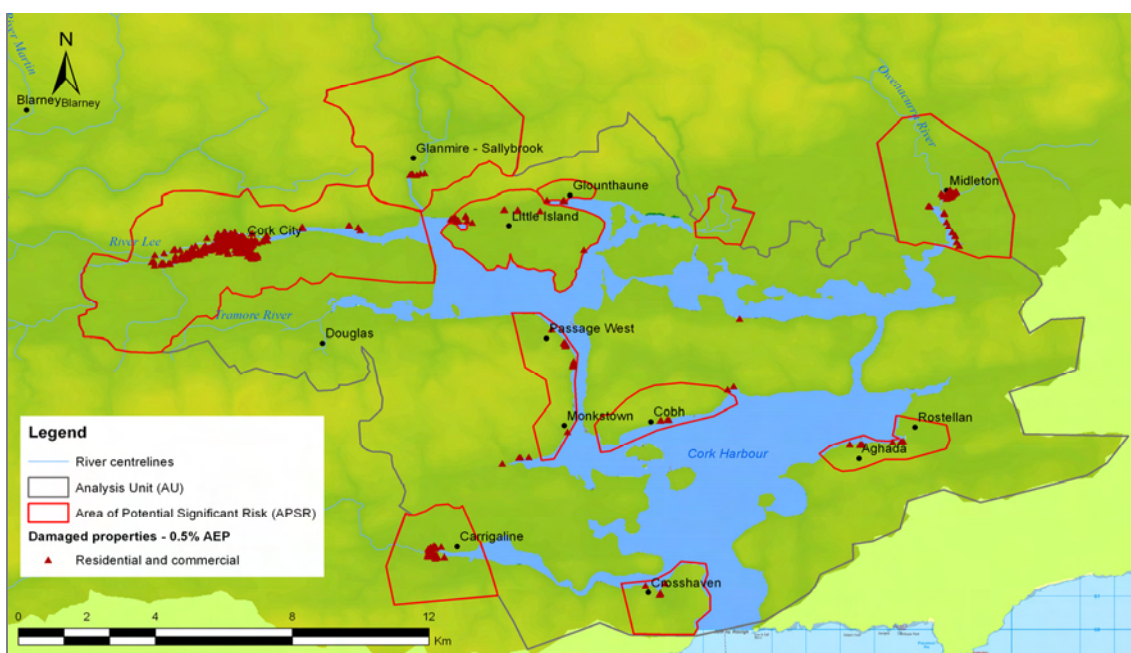 River Martin
N
Blarney
Blarney
Owenacurra River
Glanmire - Sallybrook
Glounthaune
Midleton
Little Island
Cork City
River Lee
Tramore River
Douglas
Passage West
Monkstown
Cobh
Rostellan
Aghada
Cork Harbour
Carrigaline
Crosshaven
Legend
River centrelines
Analysis Unit (AU)
Area of Potential Significant Risk (APSR)
Damaged properties - 0.5% AEP
Residential and commercial
0 2 4 8 12
Km